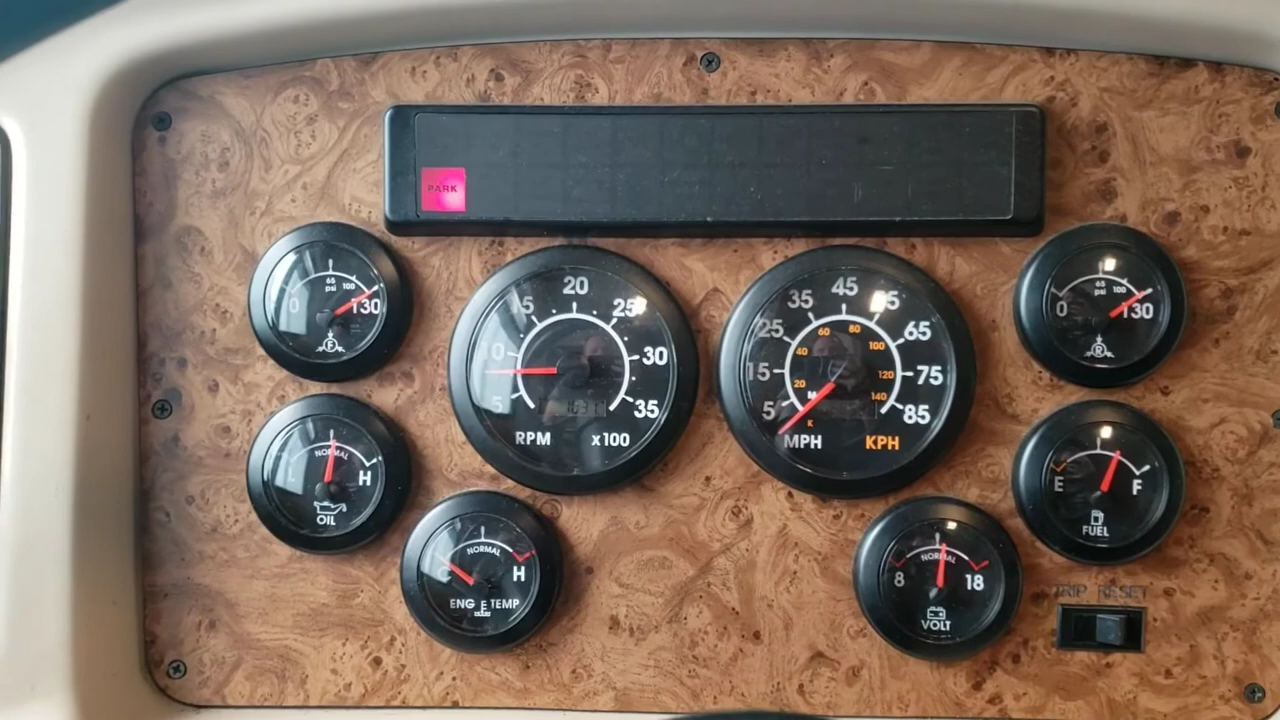 PARK
0
65
psi
100
130
F
5
10
15
20
25
30
35
RPM x100
5
15
25
35
45
55
65
75
85
20
40
60
80
100
120
140
M
K
MPH KPH
0
65
psi
100
130
R
L NORMAL H
OIL
NORMAL
H
ENG TEMP
8 NORMAL 18
VOLT
E F
FUEL
TRIP RESET